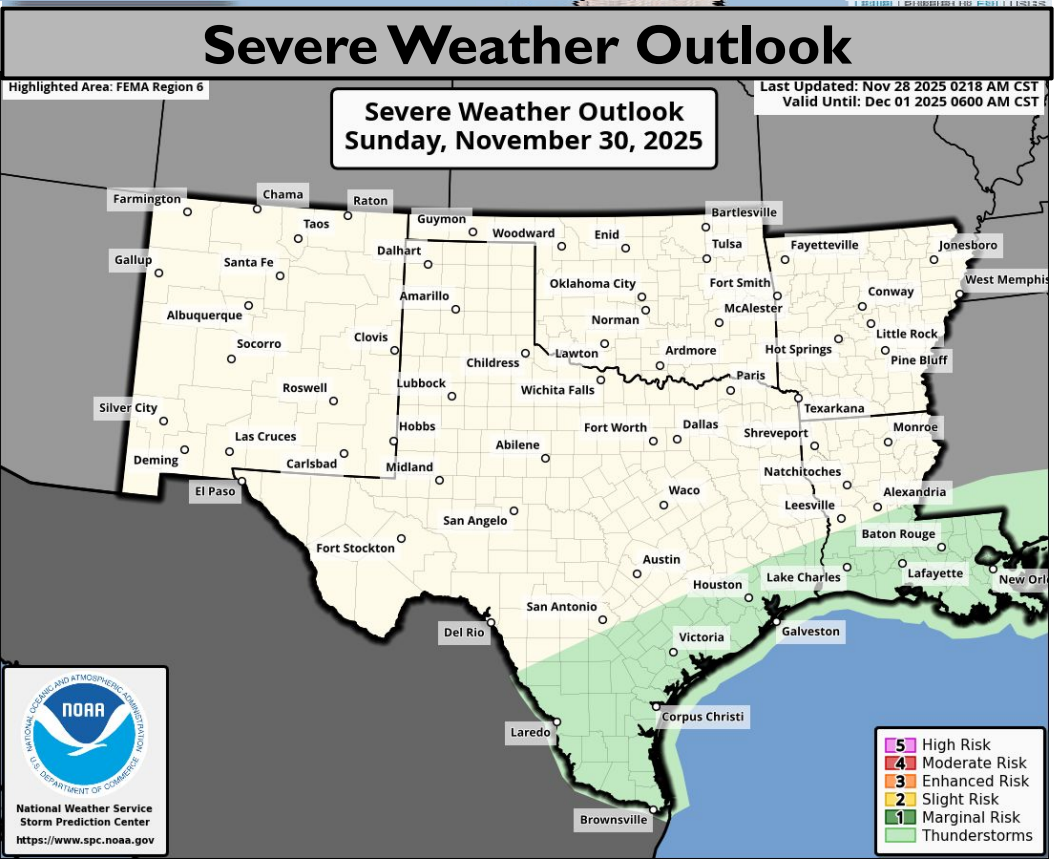 Severe Weather Outlook
Highlighted Area: FEMA Region 6
Last Updated: Nov 28 2025 0218 AM CST
Valid Until: Dec 01 2025 0600 AM CST
Severe Weather Outlook
Sunday, November 30, 2025
Farmington
Chama
Raton
Taos
Guymon
Woodward
Enid
Bartlesville
Tulsa
Fayetteville
Jonesboro
Gallup
Santa Fe
Dalhart
Oklahoma City
Fort Smith
West Memphis
Albuquerque
Amarillo
Norman
McAlester
Conway
Socorro
Clovis
Childress
Lawton
Ardmore
Hot Springs
Little Rock
Pine Bluff
Roswell
Lubbock
Wichita Falls
Paris
Texarkana
Silver City
Las Cruces
Hobbs
Abilene
Fort Worth
Dallas
Shreveport
Monroe
Deming
Carlsbad
Midland
Natchitoches
El Paso
San Angelo
Waco
Leesville
Alexandria
Fort Stockton
Austin
Baton Rouge
Houston
Lake Charles
Lafayette
New Orl
San Antonio
Del Rio
Victoria
Galveston
Laredo
Corpus Christi
Brownsville
NATIONAL OCEANIC AND ATMOSPHERIC ADMINISTRATION
NOAA
U.S. DEPARTMENT OF COMMERCE
National Weather Service
Storm Prediction Center
https://www.spc.noaa.gov
5 High Risk
4 Moderate Risk
3 Enhanced Risk
2 Slight Risk
1 Marginal Risk
Thunderstorms